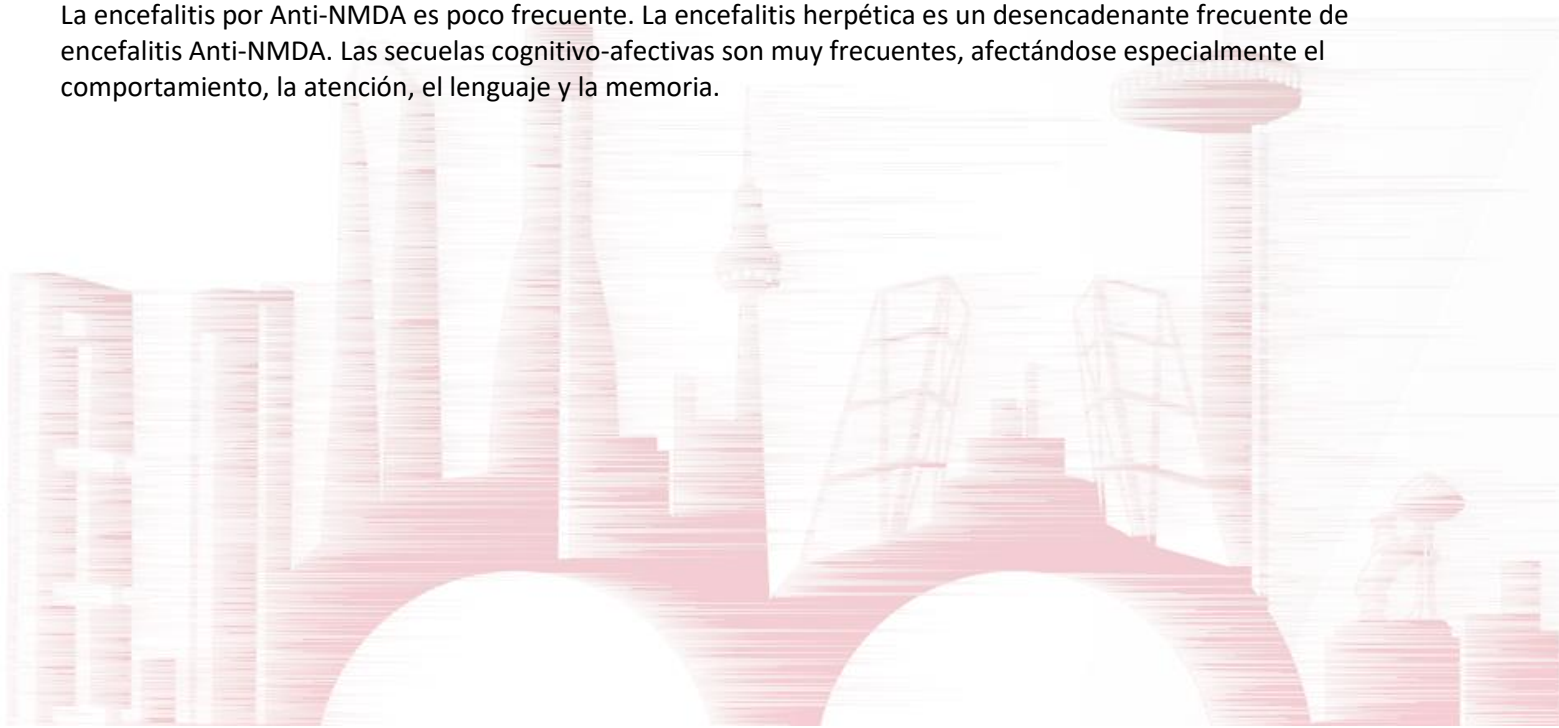 La encefalitis por Anti-NMDA es poco frecuente. La encefalitis herpética es un desencadenante frecuente de
encefalitis Anti-NMDA. Las secuelas cognitivo-afectivas son muy frecuentes, afectándose especialmente el
comportamiento, la atención, el lenguaje y la memoria.